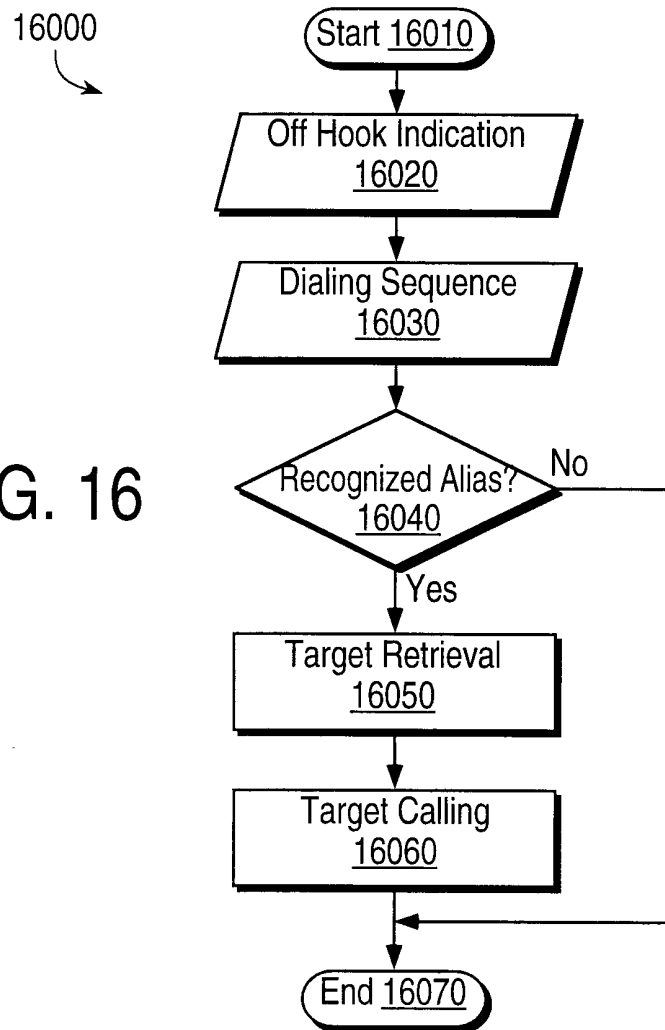 16000
Start 16010
Off Hook Indication
16020
Dialing Sequence
16030
Recognized Alias?
16040
No
G. 16
Yes
Target Retrieval
16050
Target Calling
16060
End 16070